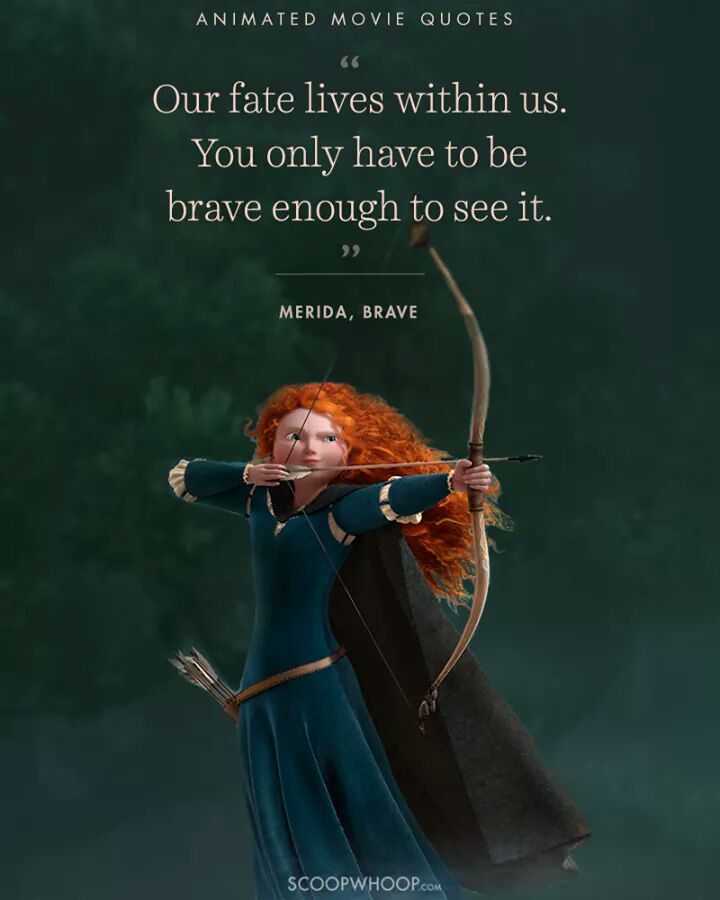 ANIMATED MOVIE QUOTES
“
Our fate lives within us.
You only have to be
brave enough to see it.
”
MERIDA, BRAVE
SCOOPWHOOP.COM